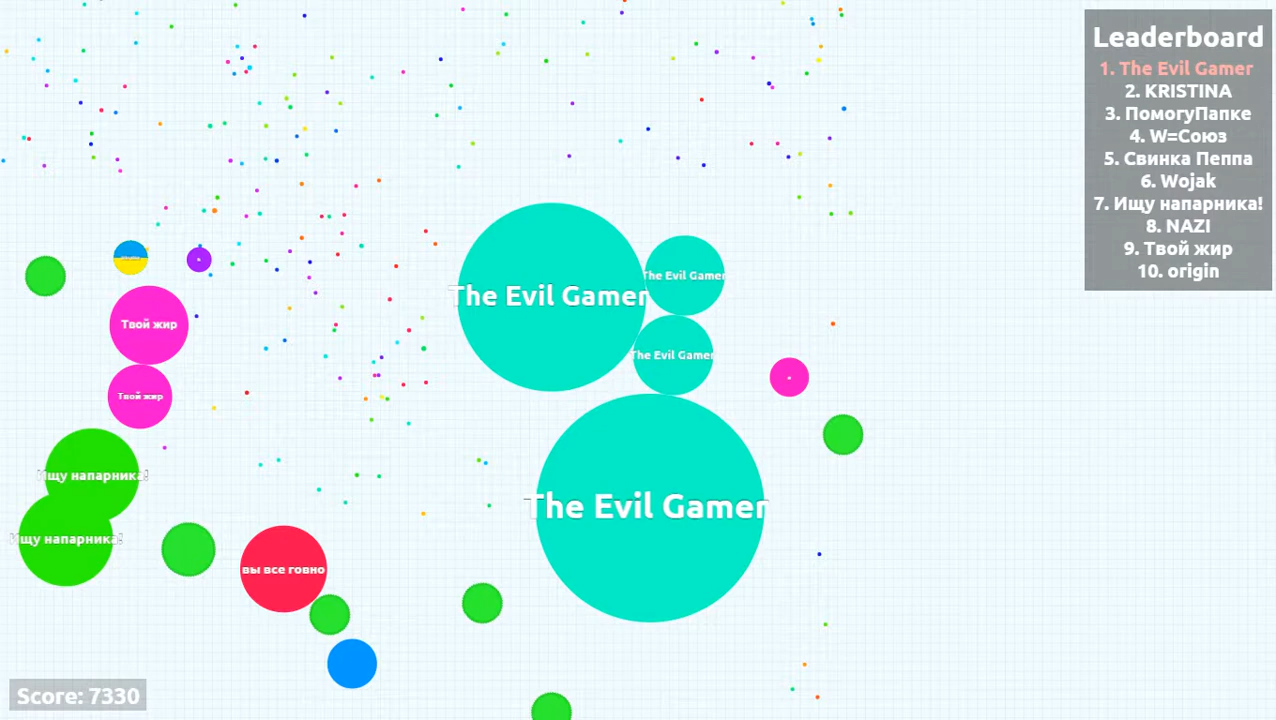 Leaderboard
1. The Evil Gamer
2. KRISTINA
3. ПомогуПапке
4. W=Союз
5. Свинка Пеппа
6. Wojak
7. Ищу напарника!
8. NAZI
9. Твой жир
10. origin
The Evil Gamer
The Evil Gamer
The Evil Gamer
The Evil Gamer
Твой жир
Твой жир
Ищу напарника!
Ищу напарника!
вы все говно
Score: 7330